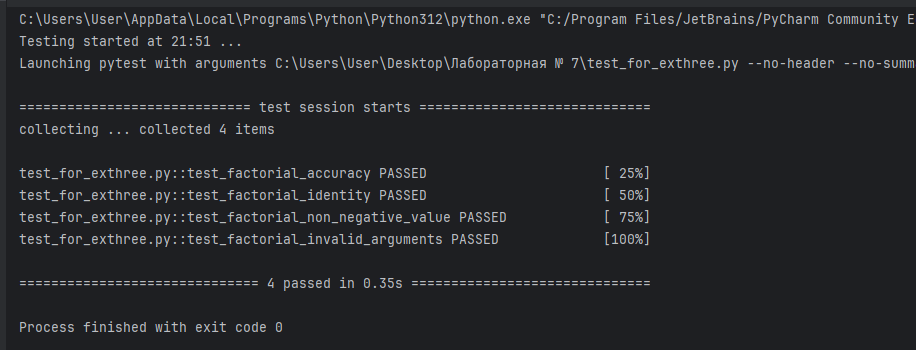 C:\Users\User\AppData\Local\Programs\Python\Python312\python.exe "C:/Program Files/JetBrains/PyCharm Community E
Testing started at 21:51 ...
Launching pytest with arguments C:\Users\User\Desktop\Лабораторная № 7\test_for_exthree.py --no-header --no-summ
============================= test session starts =============================
collecting ... collected 4 items
test_for_exthree.py::test_factorial_accuracy PASSED                      [ 25%]
test_for_exthree.py::test_factorial_identity PASSED                      [ 50%]
test_for_exthree.py::test_factorial_non_negative_value PASSED            [ 75%]
test_for_exthree.py::test_factorial_invalid_arguments PASSED             [100%]
============================== 4 passed in 0.35s ==============================
Process finished with exit code 0